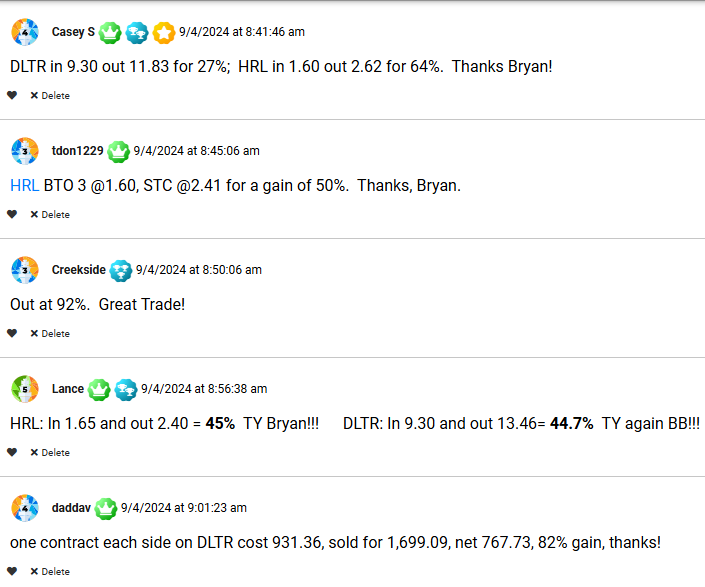 4 Casey S 9/4/2024 at 8:41:46 am
DLTR in 9.30 out 11.83 for 27%;  HRL in 1.60 out 2.62 for 64%.  Thanks Bryan!
Delete
3 tdon1229 9/4/2024 at 8:45:06 am
HRL BTO 3 @1.60, STC @2.41 for a gain of 50%.  Thanks, Bryan.
Delete
3 Creekside 9/4/2024 at 8:50:06 am
Out at 92%.  Great Trade!
Delete
5 Lance 9/4/2024 at 8:56:38 am
HRL: In 1.65 and out 2.40 = 45%  TY Bryan!!!     DLTR: In 9.30 and out 13.46= 44.7%  TY again BB!!!
Delete
4 daddav 9/4/2024 at 9:01:23 am
one contract each side on DLTR cost 931.36, sold for 1,699.09, net 767.73, 82% gain, thanks!
Delete